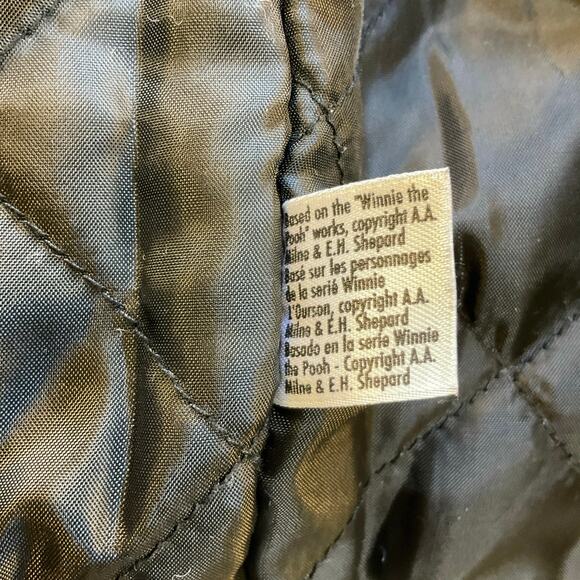 Based on the "Winnie the
Pooh" works, copyright A.A.
Milne & E.H. Shepard
Basé sur les personnages
de la serié Winnie
L'Ourson, copyright A.A.
Milne & E.H. Shepard
Basado en la serie Winnie
the Pooh - Copyright A.A.
Milne & E.H. Shepard